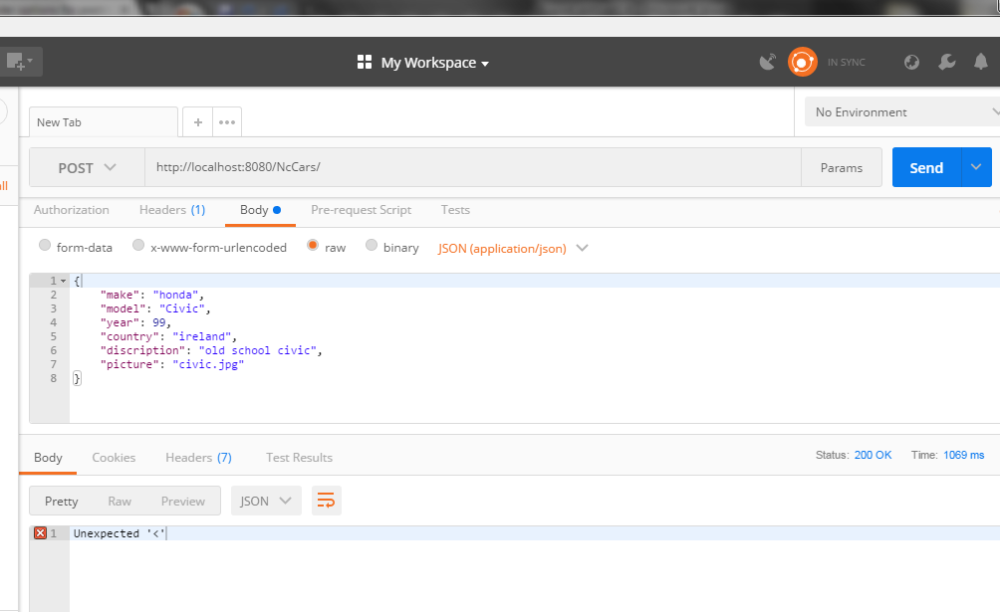 My Workspace
IN SYNC
New Tab
No Environment
POST http://localhost:8080/NcCars/ Params Send
Authorization Headers (1) Body Pre-request Script Tests
form-data x-www-form-urlencoded raw binary JSON (application/json)
1 {
2 "make": "honda",
3 "model": "Civic",
4 "year": 99,
5 "country": "ireland",
6 "discription": "old school civic",
7 "picture": "civic.jpg"
8 }
Body Cookies Headers (7) Test Results Status: 200 OK Time: 1069 ms
Pretty Raw Preview JSON
1 Unexpected '<'